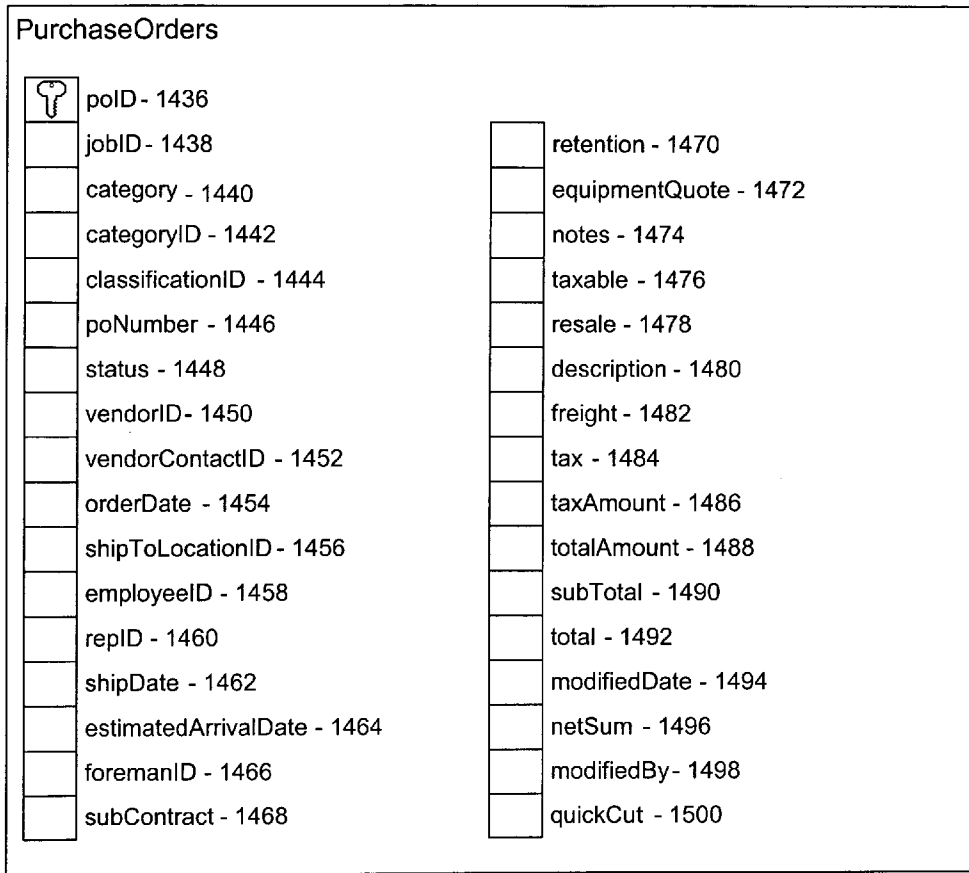 PurchaseOrders
poID - 1436
jobID - 1438
category - 1440
categoryID - 1442
classificationID - 1444
poNumber - 1446
status - 1448
vendorID - 1450
vendorContactID - 1452
orderDate - 1454
shipToLocationID - 1456
employeeID - 1458
repID - 1460
shipDate - 1462
estimatedArrivalDate - 1464
foremanID - 1466
subContract - 1468
retention - 1470
equipmentQuote - 1472
notes - 1474
taxable - 1476
resale - 1478
description - 1480
freight - 1482
tax - 1484
taxAmount - 1486
totalAmount - 1488
subTotal - 1490
total - 1492
modifiedDate - 1494
netSum - 1496
modifiedBy - 1498
quickCut - 1500